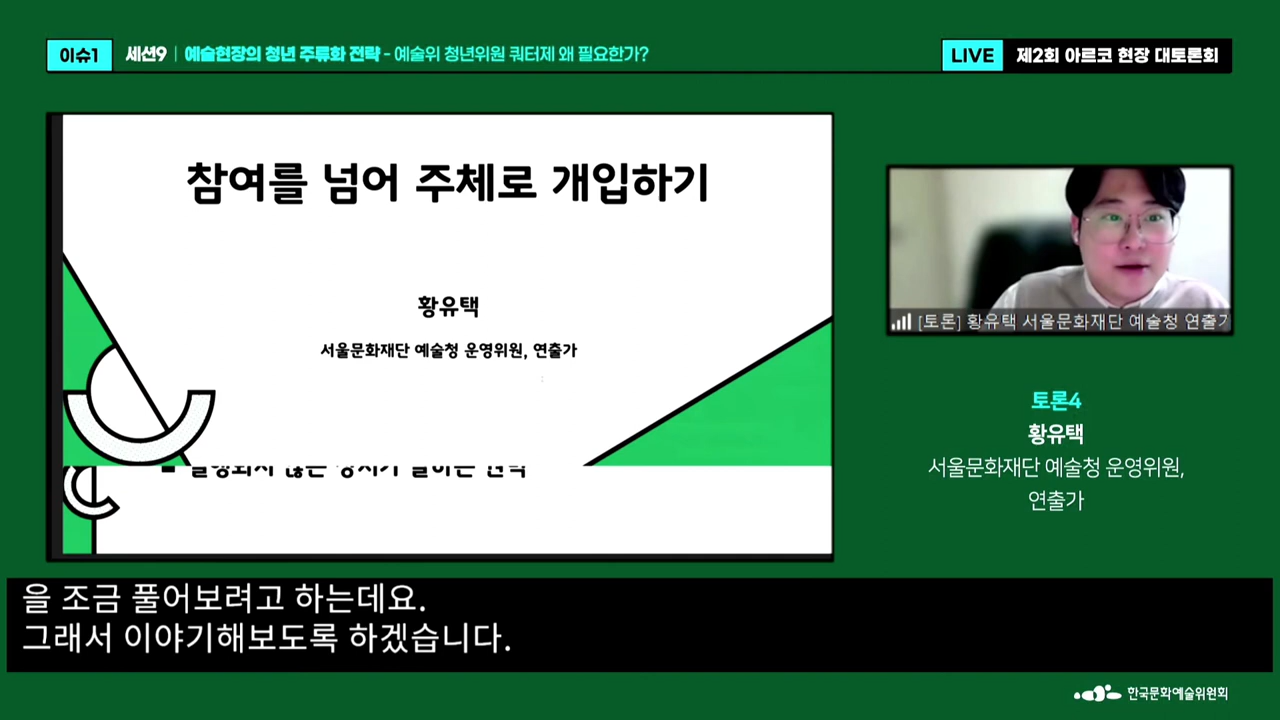 이슈1
세션9 | 예술현장의 청년 주류화 전략 - 예술위 청년위원 쿼터제 왜 필요한가?
LIVE
제2회 아르코 현장 대토론회
참여를 넘어 주체로 개입하기
황유택
서울문화재단 예술청 운영위원, 연출가
[토론] 황유택 서울문화재단 예술청 연출가
토론4
황유택
서울문화재단 예술청 운영위원,
연출가
을 조금 풀어보려고 하는데요.
그래서 이야기해보도록 하겠습니다.
한국문화예술위원회